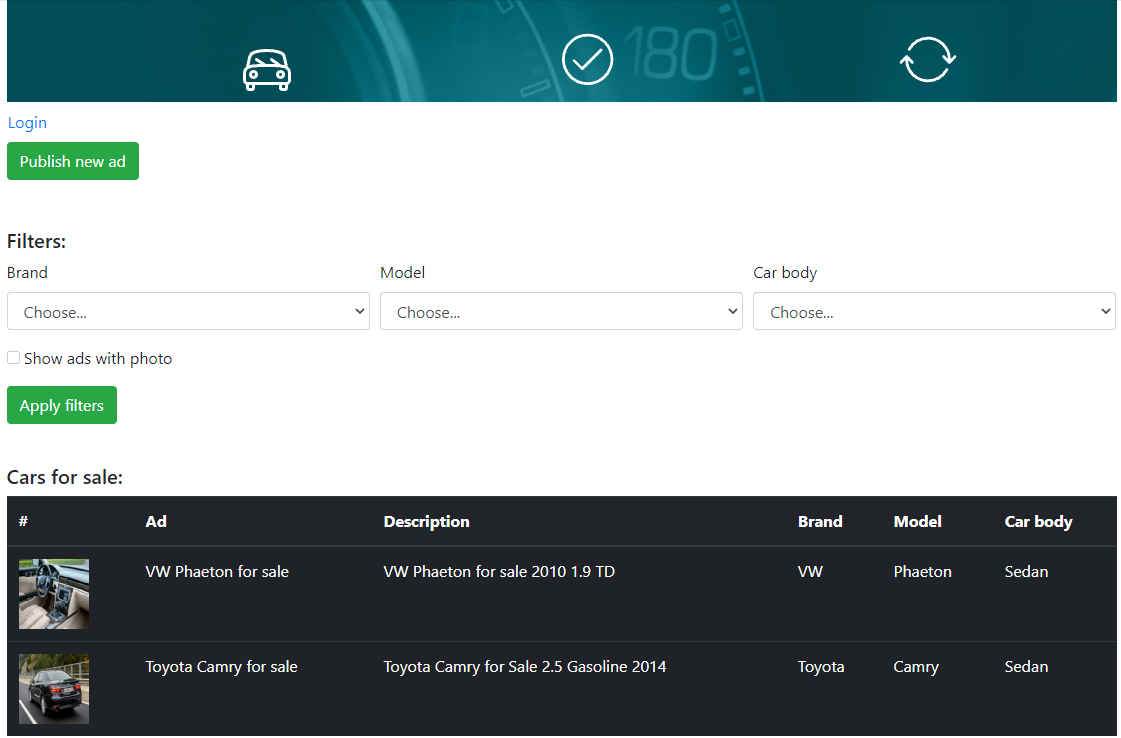 180
Login
Publish new ad
Filters:
Brand Model Car body
Choose... Choose... Choose...
Show ads with photo
Apply filters
Cars for sale:
# Ad Description Brand Model Car body
VW Phaeton for sale VW Phaeton for sale 2010 1.9 TD VW Phaeton Sedan
Toyota Camry for sale Toyota Camry for Sale 2.5 Gasoline 2014 Toyota Camry Sedan